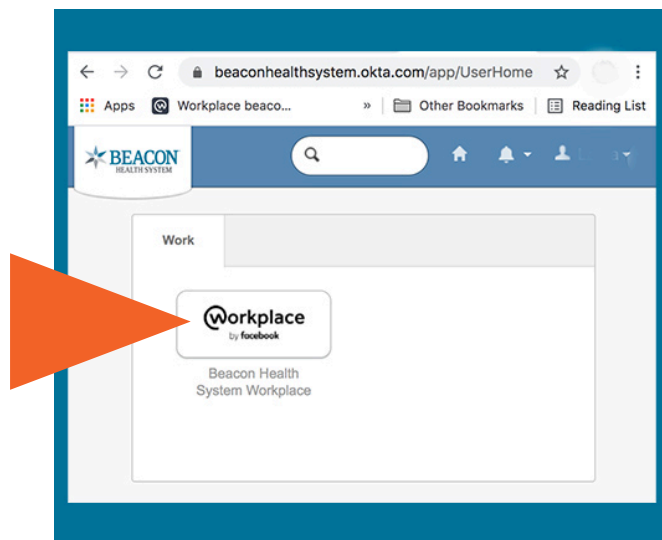 beaconhealthsystem.okta.com/app/UserHome
Apps Workplace beaco... » Other Bookmarks Reading List
BEACON
HEALTH SYSTEM
Work
Workplace
by facebook
Beacon Health
System Workplace